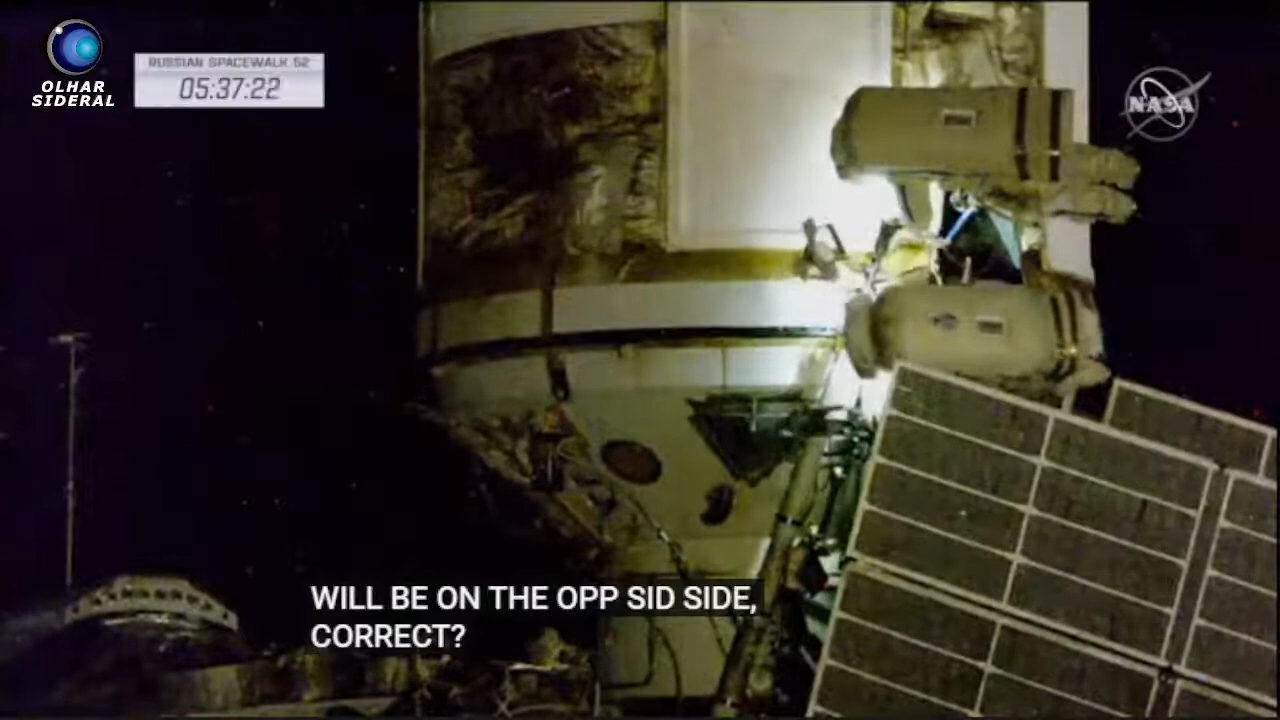 OLHAR
SIDERAL
RUSSIAN SPACEWALK 52
05:37:22
NASA
WILL BE ON THE OPP SID SIDE,
CORRECT?